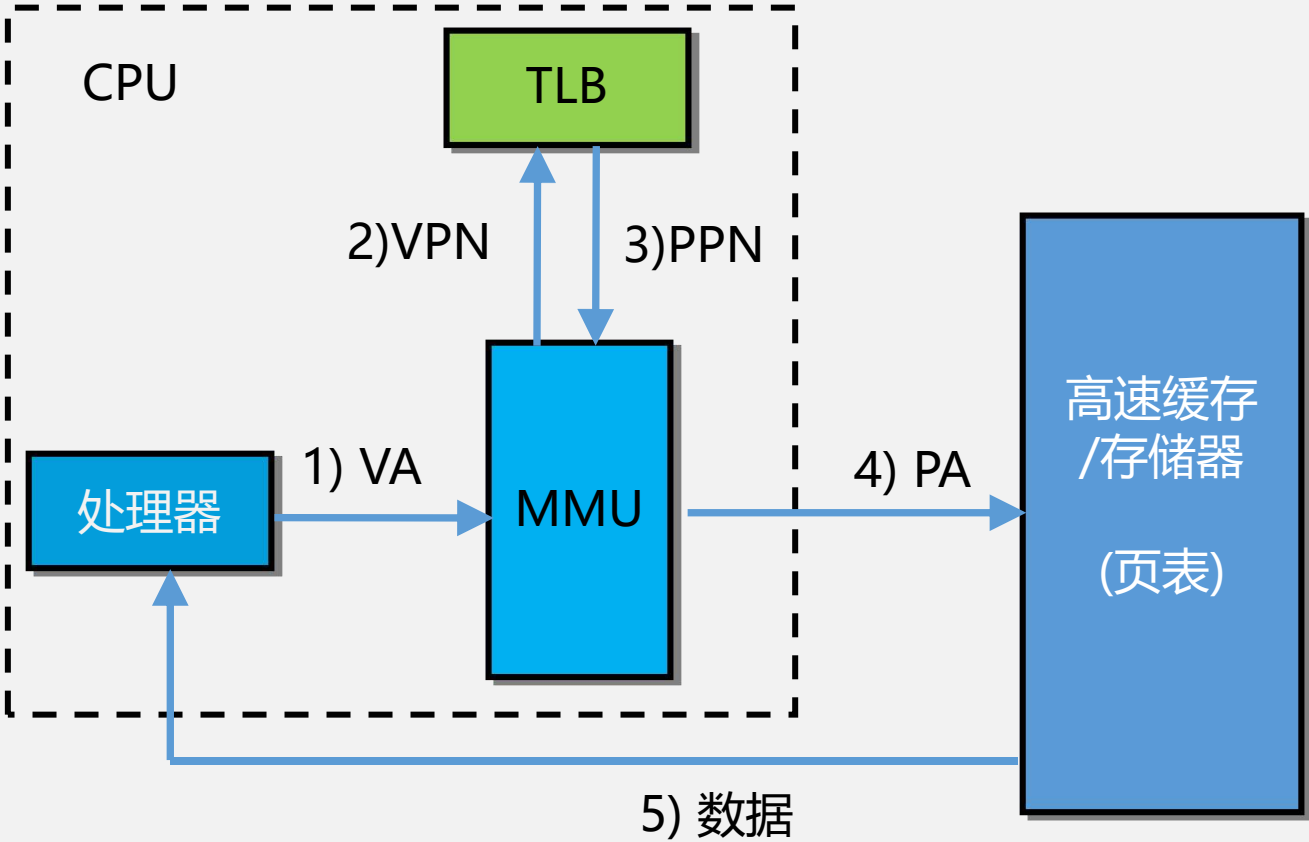 CPU
TLB
2)VPN
3)PPN
1) VA
处理器
MMU
4) PA
高速缓存
/存储器
(页表)
5) 数据